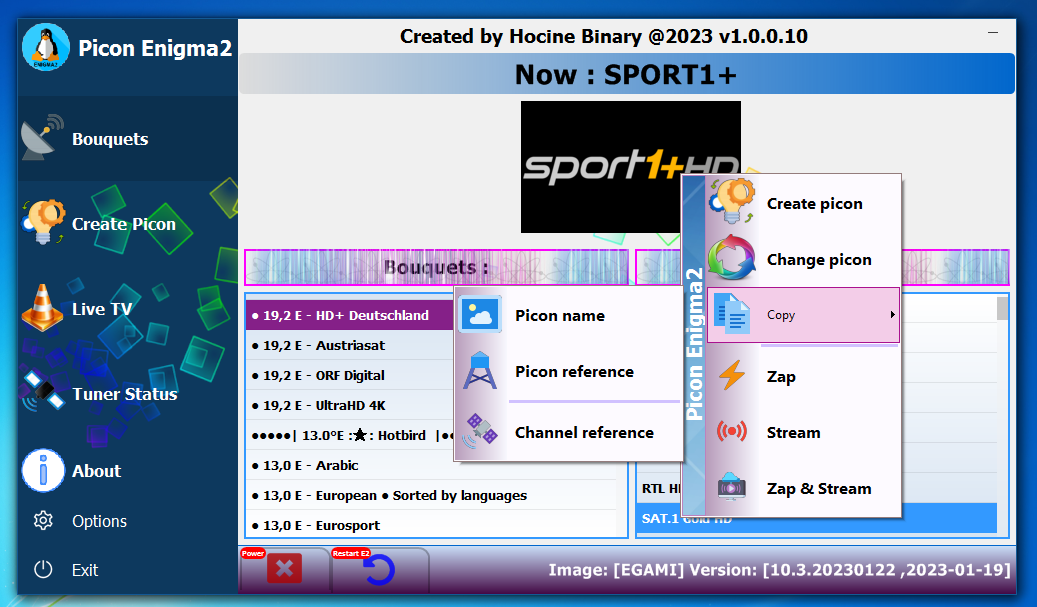 ENIGMA2
Picon Enigma2
Created by Hocine Binary @2023 v1.0.0.10
Now : SPORT1+
sport1+HD
Bouquets
Create Picon
Live TV
Tuner Status
About
Options
Exit
Bouquets :
● 19,2 E - HD+ Deutschland
● 19,2 E - Austriasat
● 19,2 E - ORF Digital
● 19,2 E - UltraHD 4K
●●●●●| 13.0°E :★: Hotbird |●●
● 13,0 E - Arabic
● 13,0 E - European ● Sorted by languages
● 13,0 E - Eurosport
Picon name
Picon reference
Channel reference
Picon Enigma2
Create picon
Change picon
Copy
Zap
Stream
Zap & Stream
RTL
SAT.1 Gold HD
Power
Restart E2
Image: [EGAMI] Version: [10.3.20230122 ,2023-01-19]